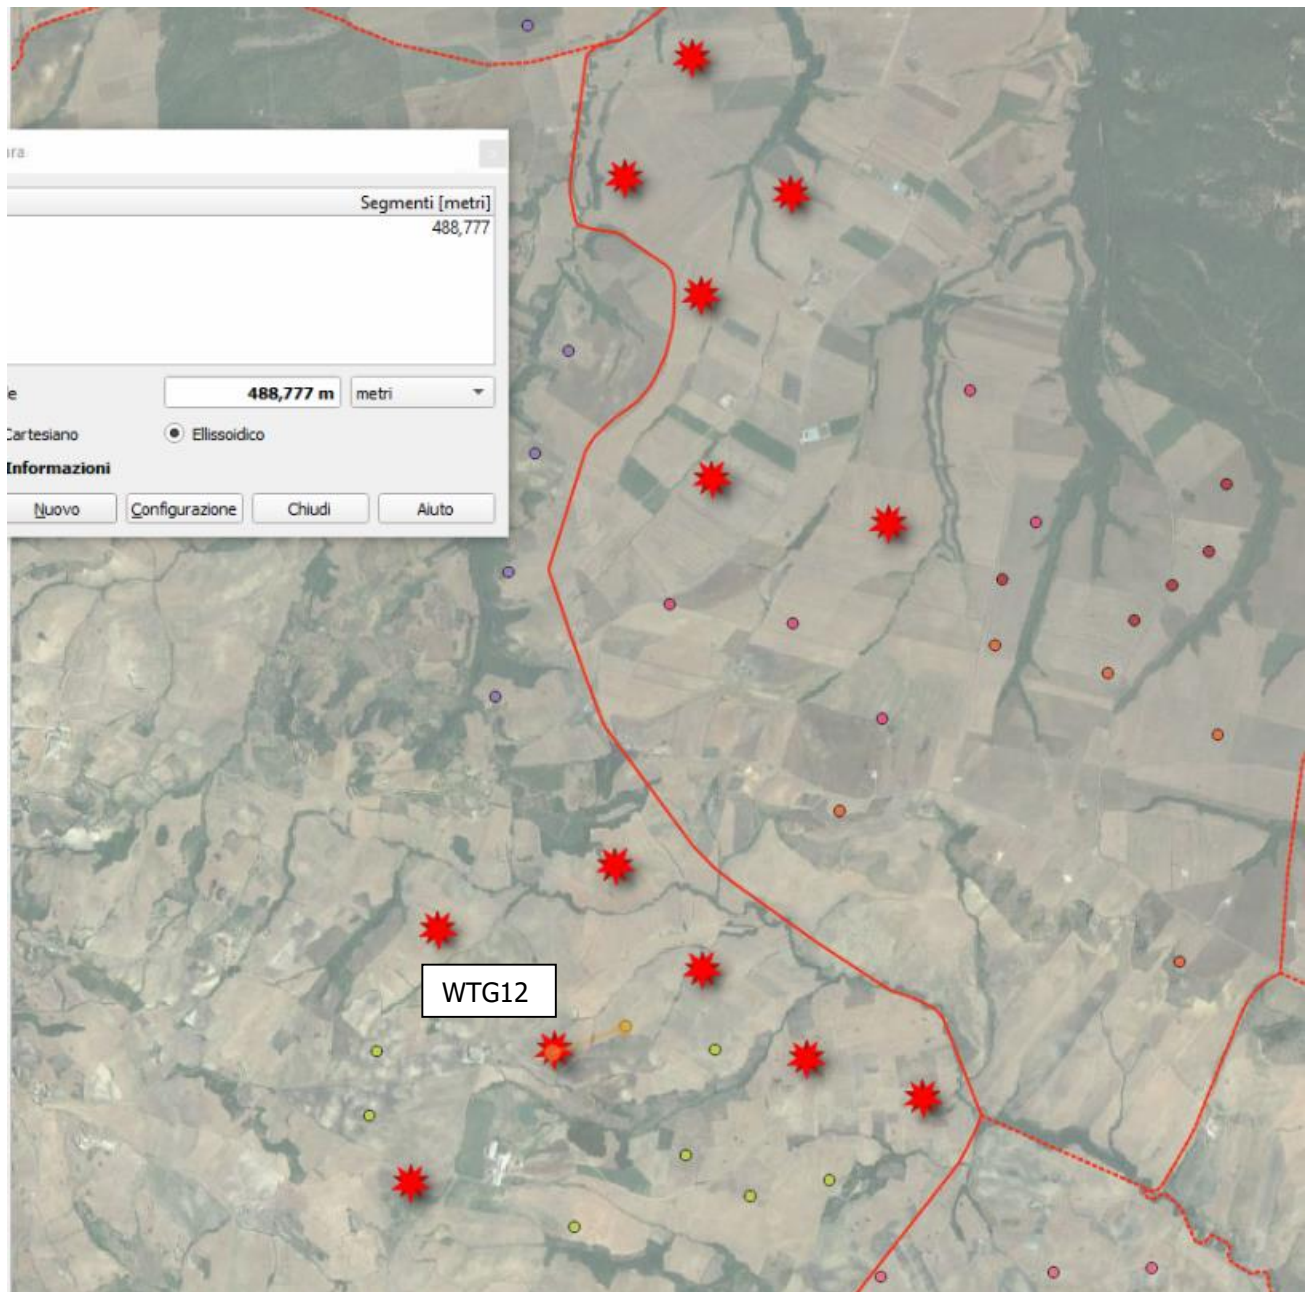 Segmenti [metri]
488,777
488,777 m metri
Cartesiano Ellissoidico
Informazioni
Nuovo Configurazione Chiudi Aiuto
WTG12